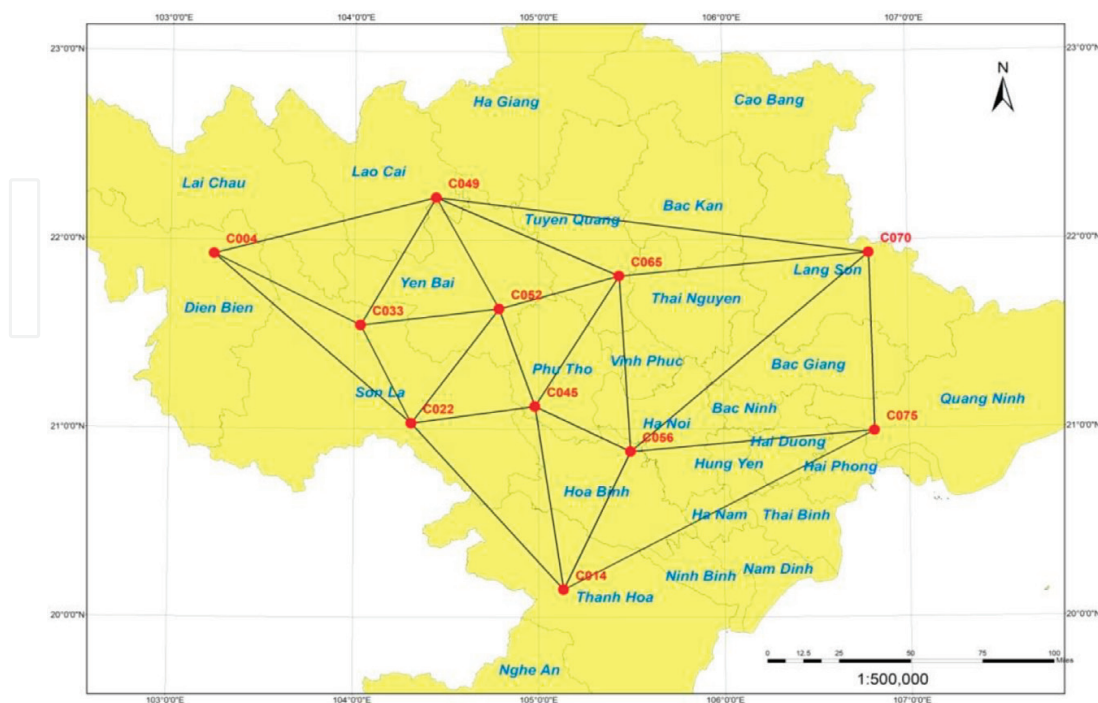 103°0'0"E 104°0'0"E 105°0'0"E 106°0'0"E 107°0'0"E
23°0'0"N 23°0'0"N
N
Ha Giang
Cao Bang
Lai Chau
Lao Cai
C049
Bac Kan
Tuyen Quang
22°0'0"N 22°0'0"N
C004
C070
C065
Lang Son
Yen Bai
Thai Nguyen
Dien Bien
C052
C033
Vinh Phuc
Phu Tho
Bac Giang
Son La
C045
Quang Ninh
C022
Bac Ninh
C075
21°0'0"N 21°0'0"N
Ha Noi
C056
Hai Duong
Hung Yen
Hai Phong
Hoa Binh
Ha Nam
Thai Binh
C014
Ninh Binh
Nam Dinh
Thanh Hoa
20°0'0"N 20°0'0"N
0 12.5 25 50 75 100
Miles
Nghe An
1:500,000
103°0'0"E 104°0'0"E 105°0'0"E 106°0'0"E 107°0'0"E